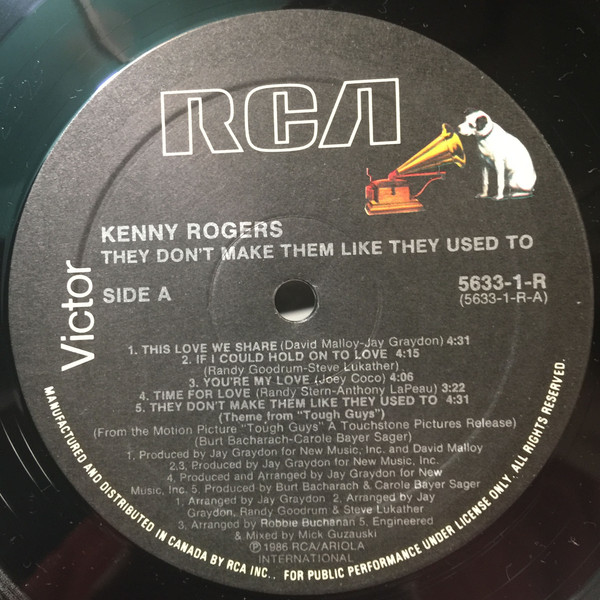 RCA
Victor
KENNY ROGERS
THEY DON'T MAKE THEM LIKE THEY USED TO
SIDE A
5633-1-R
(5633-1-R-A)
1. THIS LOVE WE SHARE (David Malloy-Jay Graydon) 4:31
2. IF I COULD HOLD ON TO LOVE 4:15
(Randy Goodrum-Steve Lukather)
3. YOU'RE MY LOVE (Joey Coco) 4:06
4. TIME FOR LOVE (Randy Stern-Anthony LaPeau) 3:22
5. THEY DON'T MAKE THEM LIKE THEY USED TO 4:31
(Theme from "Tough Guys")
(From the Motion Picture "Tough Guys" A Touchstone Pictures Release)
(Burt Bacharach-Carole Bayer Sager)
1. Produced by Jay Graydon for New Music, Inc. and David Malloy
2,3. Produced by Jay Graydon for New Music, Inc.
4. Produced and Arranged by Jay Graydon for New
Music, Inc. 5. Produced by Burt Bacharach & Carole Bayer Sager
1. Arranged by Jay Graydon 2. Arranged by Jay
Graydon, Randy Goodrum & Steve Lukather
3. Arranged by Robbie Buchanan 5. Engineered
& Mixed by Mick Guzauski
℗ 1986 RCA/ARIOLA
INTERNATIONAL
MANUFACTURED AND DISTRIBUTED IN CANADA BY RCA INC.. FOR PUBLIC PERFORMANCE UNDER LICENSE ONLY. ALL RIGHTS RESERVED.